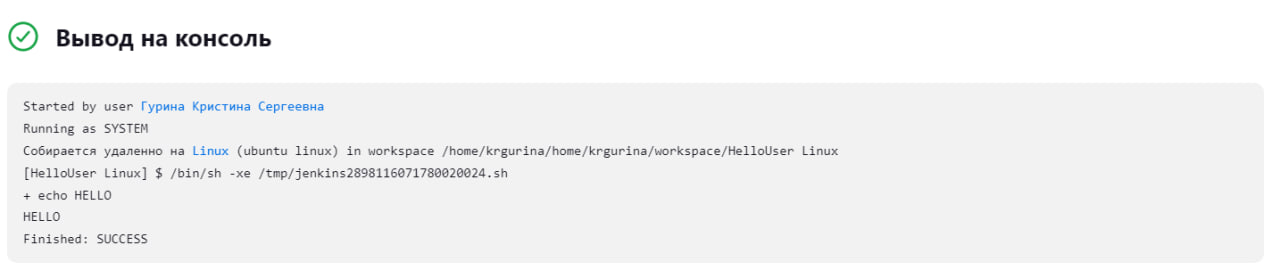 Вывод на консоль
Started by user Гурина Кристина Сергеевна
Running as SYSTEM
Собирается удаленно на Linux (ubuntu linux) in workspace /home/krgurina/home/krgurina/workspace/HelloUser Linux
[HelloUser Linux] $ /bin/sh -xe /tmp/jenkins2898116071780020024.sh
+ echo HELLO
HELLO
Finished: SUCCESS